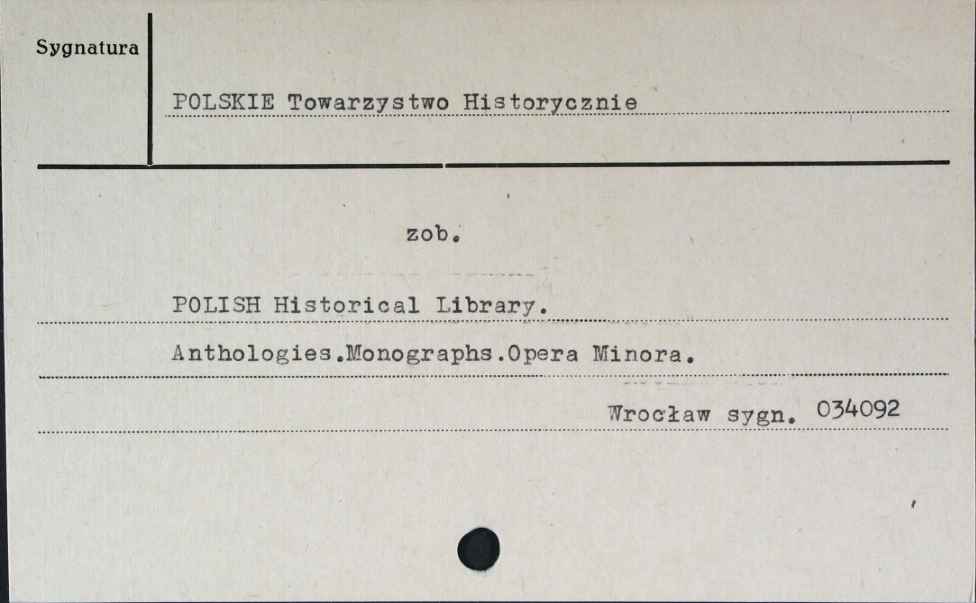 Sygnatura
POLSKIE Towarzystwo Historycznie
zob.
POLISH Historical Library.
Anthologies.Monographs.Opera Minora.
Wrocław sygn. 034092